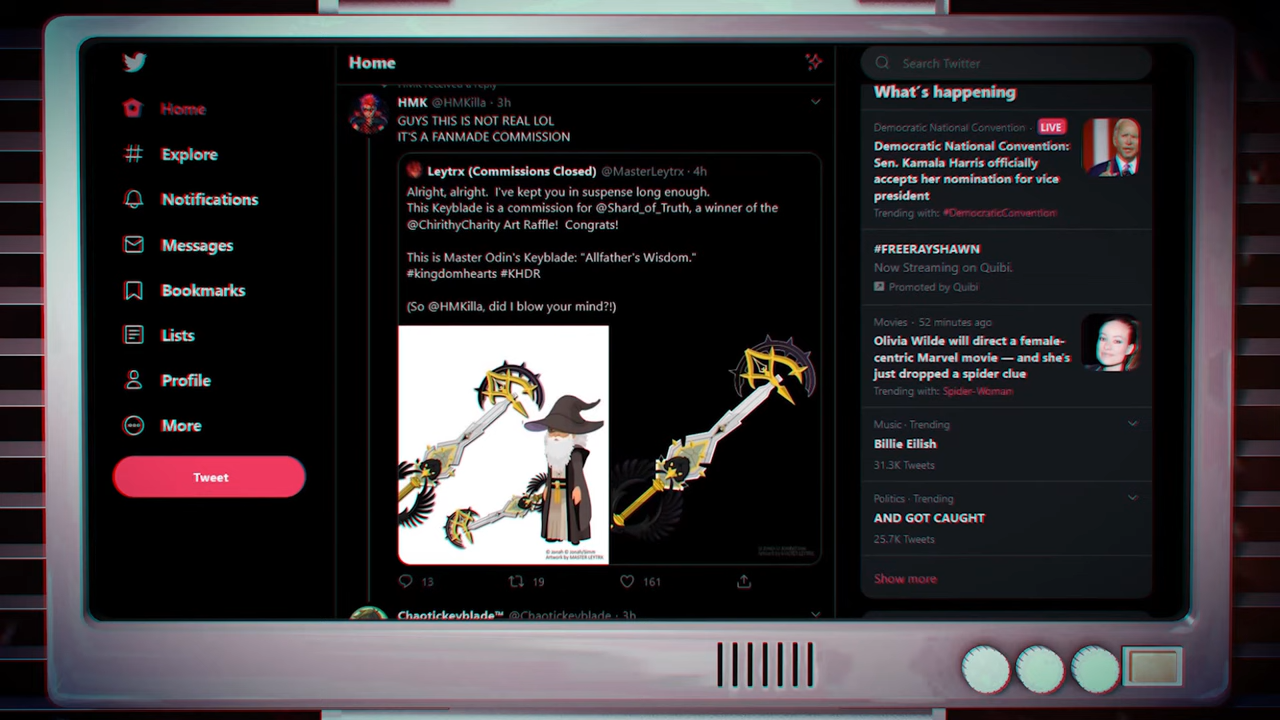 Home
Explore
Notifications
Messages
Bookmarks
Lists
Profile
More
Tweet
Home
HMK received a reply
HMK @HMKilla · 3h
GUYS THIS IS NOT REAL LOL
IT'S A FANMADE COMMISSION
Leytrx (Commissions Closed) @MasterLeytrx · 4h
Alright, alright. I've kept you in suspense long enough.
This Keyblade is a commission for @Shard_of_Truth, a winner of the
@ChirithyCharity Art Raffle! Congrats!
This is Master Odin's Keyblade: "Allfather's Wisdom."
#kingdomhearts #KHDR
(So @HMKilla, did I blow your mind?!)
Artwork by MASTER LEYTRX
13 19 161
Chaotickeyblade™ @Chaotickeyblade · 3h
Search Twitter
What's happening
Democratic National Convention · LIVE
Democratic National Convention:
Sen. Kamala Harris officially
accepts her nomination for vice
president
Trending with: #DemocraticConvention
#FREERAYSHAWN
Now Streaming on Quibi.
Promoted by Quibi
Movies · 52 minutes ago
Olivia Wilde will direct a female-
centric Marvel movie — and she's
just dropped a spider clue
Trending with: Spider-Woman
Music · Trending
Billie Eilish
31.3K Tweets
Politics · Trending
AND GOT CAUGHT
25.7K Tweets
Show more